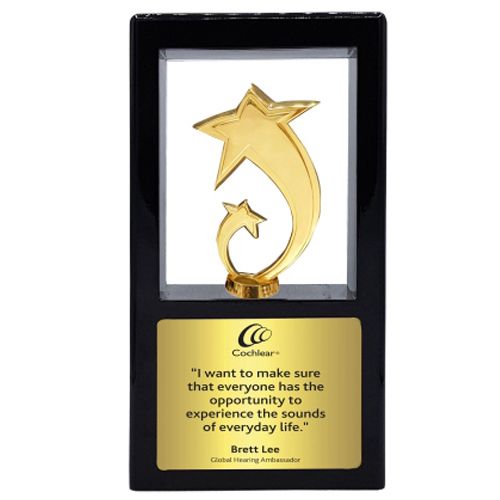 Cochlear+
"I want to make sure
that everyone has the
opportunity to
experience the sounds
of everyday life."
Brett Lee
Global Hearing Ambassador